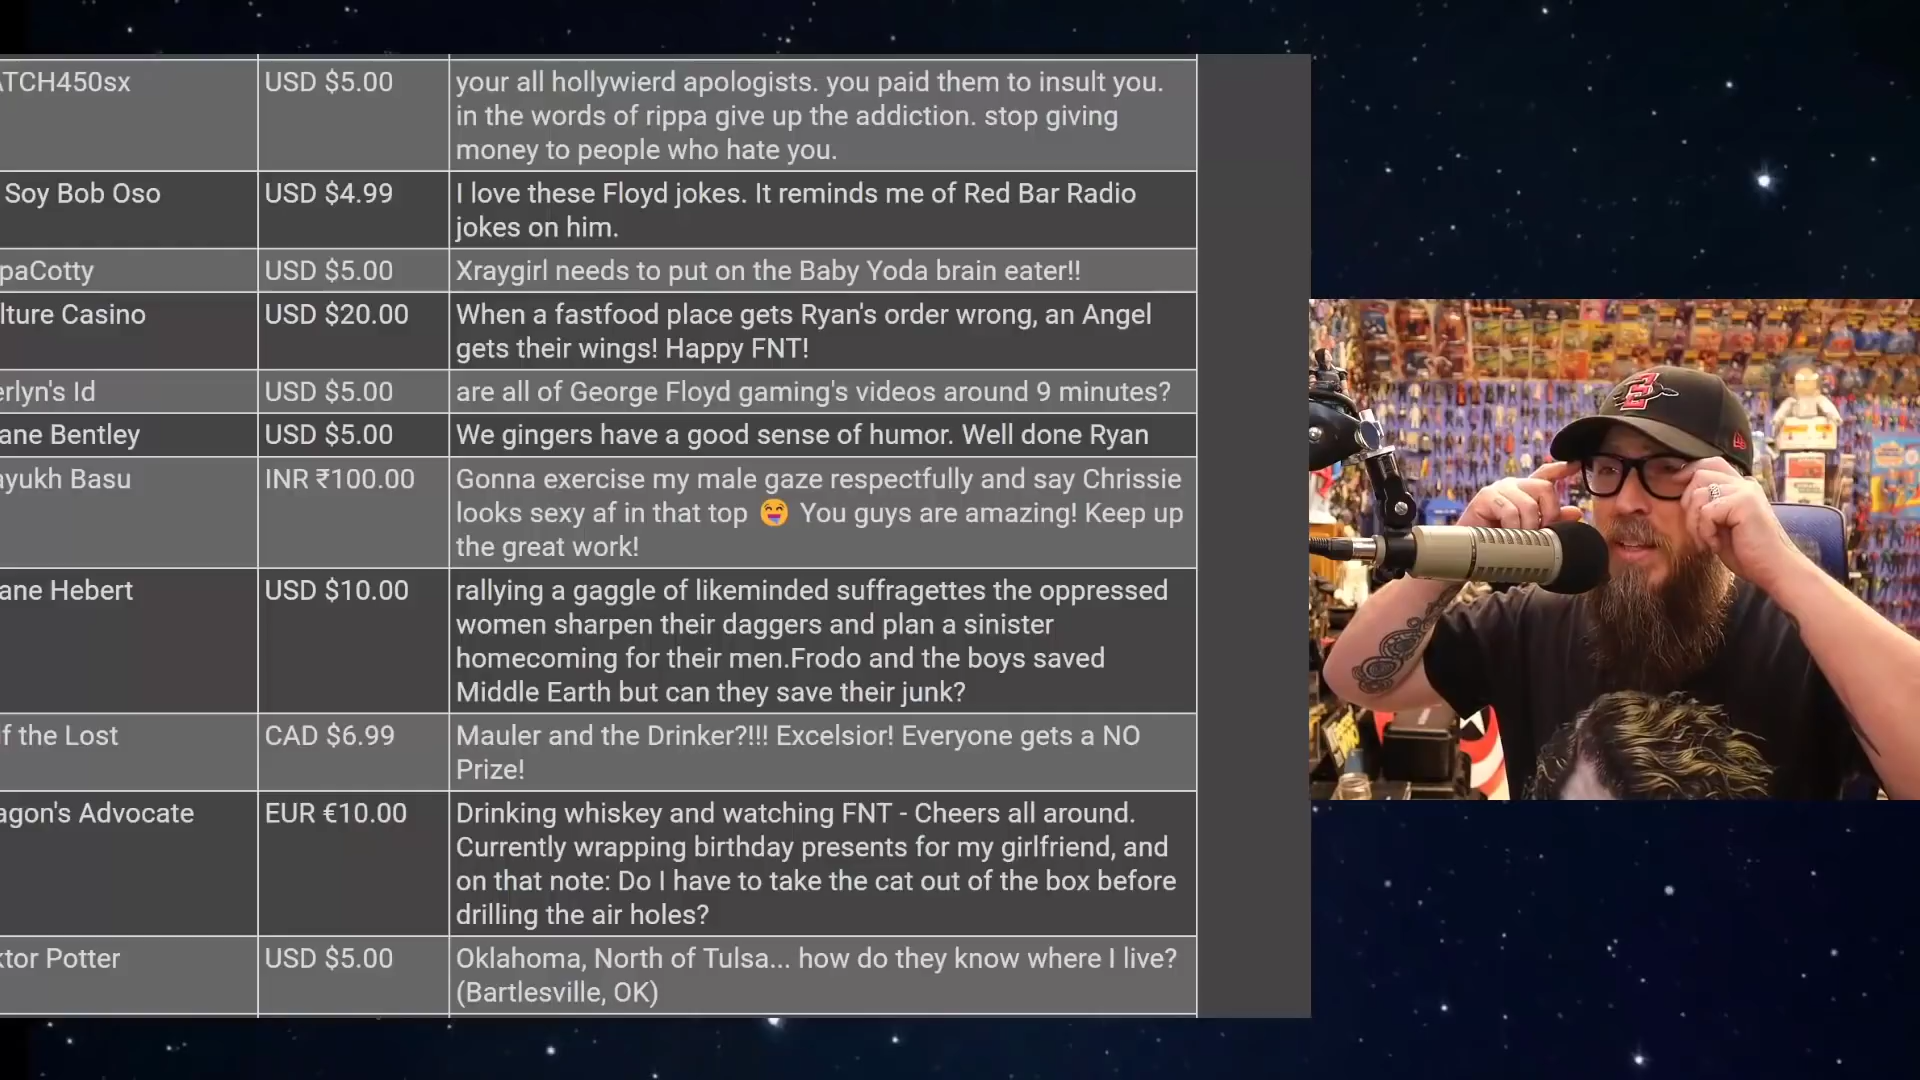 ATCH450sx USD $5.00 your all hollywierd apologists. you paid them to insult you.
in the words of rippa give up the addiction. stop giving
money to people who hate you.
Soy Bob Oso USD $4.99 I love these Floyd jokes. It reminds me of Red Bar Radio
jokes on him.
paCotty USD $5.00 Xraygirl needs to put on the Baby Yoda brain eater!!
lture Casino USD $20.00 When a fastfood place gets Ryan's order wrong, an Angel
gets their wings! Happy FNT!
erlyn's Id USD $5.00 are all of George Floyd gaming's videos around 9 minutes?
ane Bentley USD $5.00 We gingers have a good sense of humor. Well done Ryan
ayukh Basu INR ₹100.00 Gonna exercise my male gaze respectfully and say Chrissie
looks sexy af in that top 🤤 You guys are amazing! Keep up
the great work!
ane Hebert USD $10.00 rallying a gaggle of likeminded suffragettes the oppressed
women sharpen their daggers and plan a sinister
homecoming for their men.Frodo and the boys saved
Middle Earth but can they save their junk?
f the Lost CAD $6.99 Mauler and the Drinker?!!! Excelsior! Everyone gets a NO
Prize!
agon's Advocate EUR €10.00 Drinking whiskey and watching FNT - Cheers all around.
Currently wrapping birthday presents for my girlfriend, and
on that note: Do I have to take the cat out of the box before
drilling the air holes?
ktor Potter USD $5.00 Oklahoma, North of Tulsa... how do they know where I live?
(Bartlesville, OK)